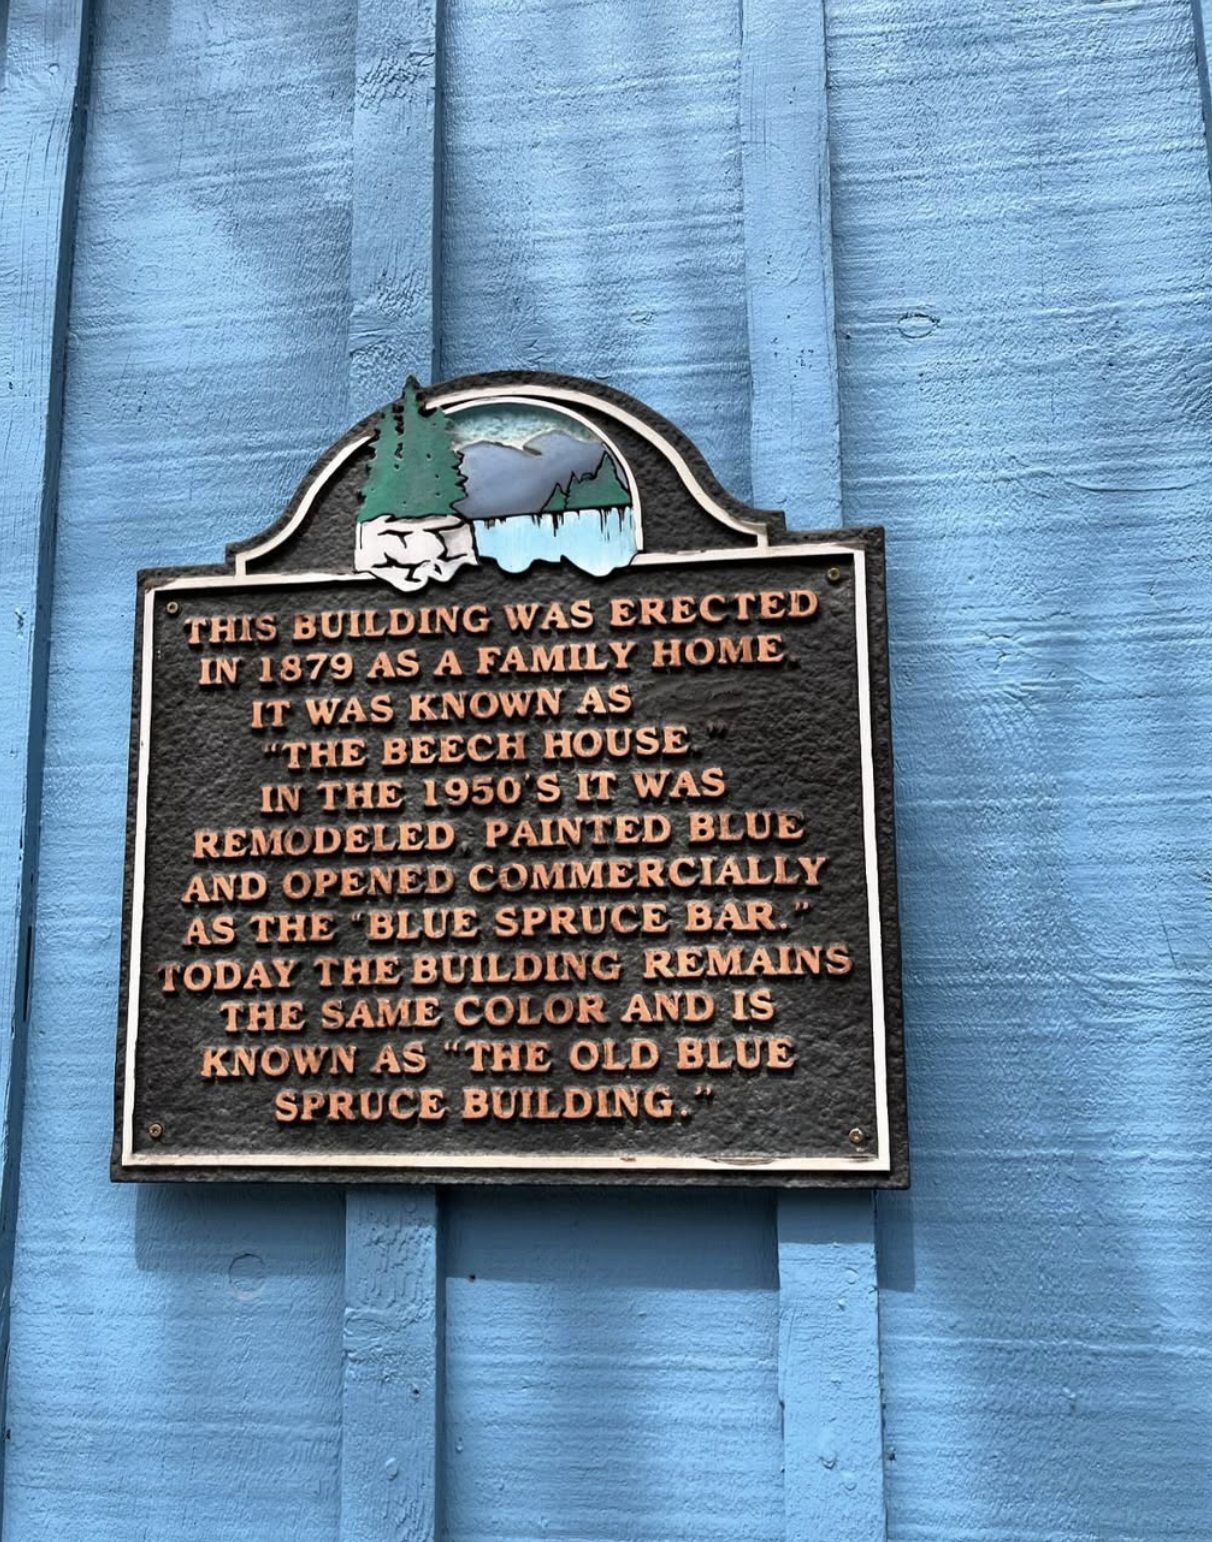 THIS BUILDING WAS ERECTED
IN 1879 AS A FAMILY HOME.
IT WAS KNOWN AS
"THE BEECH HOUSE."
IN THE 1950'S IT WAS
REMODELED, PAINTED BLUE
AND OPENED COMMERCIALLY
AS THE "BLUE SPRUCE BAR."
TODAY THE BUILDING REMAINS
THE SAME COLOR AND IS
KNOWN AS "THE OLD BLUE
SPRUCE BUILDING."